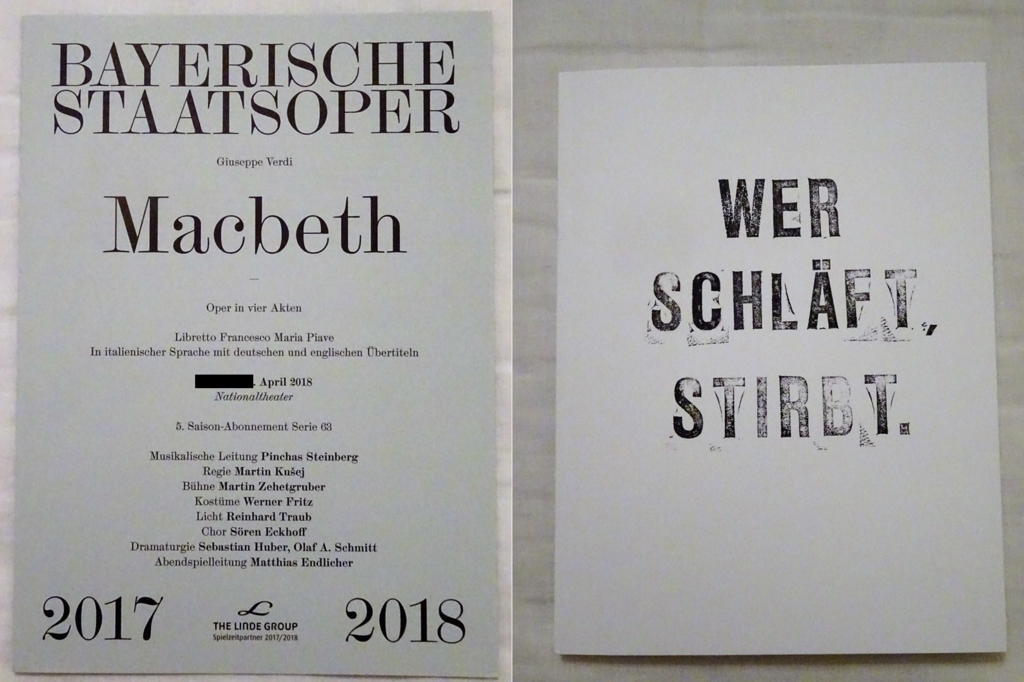 BAYERISCHE
STAATSOPER
Giuseppe Verdi
Macbeth
—
Oper in vier Akten
Libretto Francesco Maria Piave
In italienischer Sprache mit deutschen und englischen Übertiteln
. April 2018
Nationaltheater
5. Saison-Abonnement Serie 63
Musikalische Leitung Pinchas Steinberg
Regie Martin Kušej
Bühne Martin Zehetgruber
Kostüme Werner Fritz
Licht Reinhard Traub
Chor Sören Eckhoff
Dramaturgie Sebastian Huber, Olaf A. Schmitt
Abendspielleitung Matthias Endlicher
2017
THE LINDE GROUP
Spielzeitpartner 2017/2018
2018
WER
SCHLÄFT,
STIRBT.